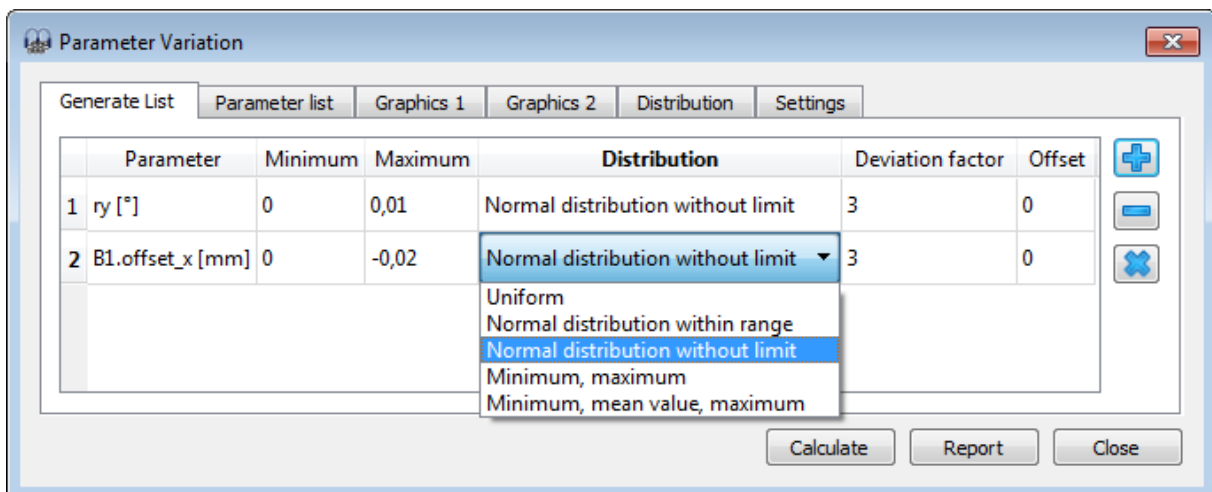 Parameter Variation
Generate List Parameter list Graphics 1 Graphics 2 Distribution Settings
Parameter Minimum Maximum Distribution Deviation factor Offset
1 ry [°] 0 0,01 Normal distribution without limit 3 0
2 B1.offset_x [mm] 0 -0,02 Normal distribution without limit 3 0
Uniform
Normal distribution within range
Normal distribution without limit
Minimum, maximum
Minimum, mean value, maximum
Calculate Report Close